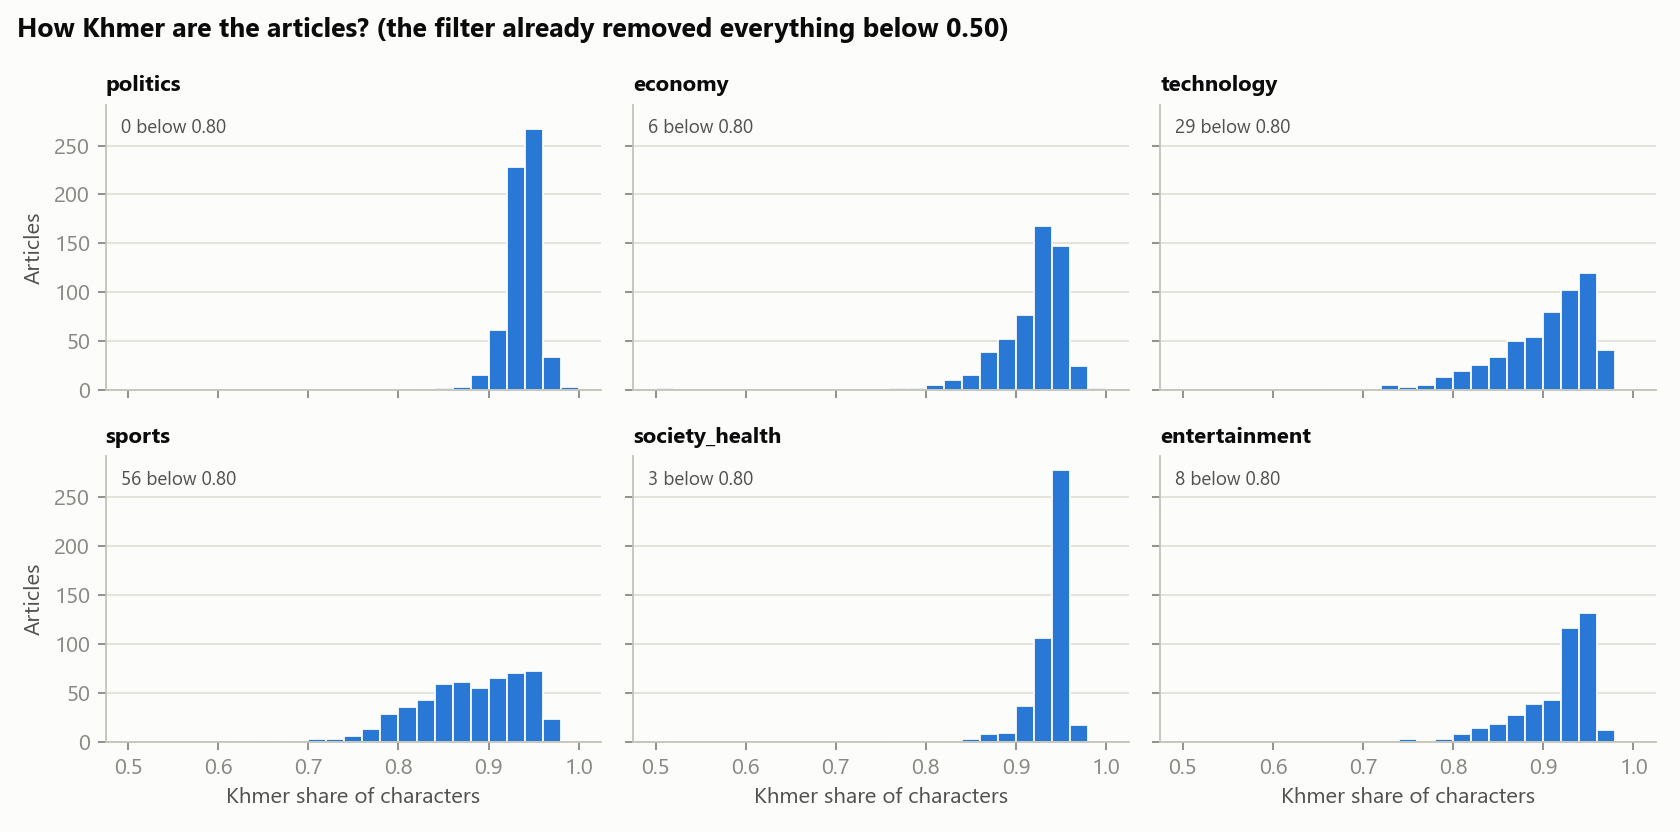 How Khmer are the articles? (the filter already removed everything below 0.50)
politics
economy
technology
0 below 0.80
6 below 0.80
29 below 0.80
250
200
150
100
50
0
Articles
sports
society_health
entertainment
56 below 0.80
3 below 0.80
8 below 0.80
250
200
150
100
50
0
Articles
0.5 0.6 0.7 0.8 0.9 1.0
0.5 0.6 0.7 0.8 0.9 1.0
0.5 0.6 0.7 0.8 0.9 1.0
Khmer share of characters
Khmer share of characters
Khmer share of characters